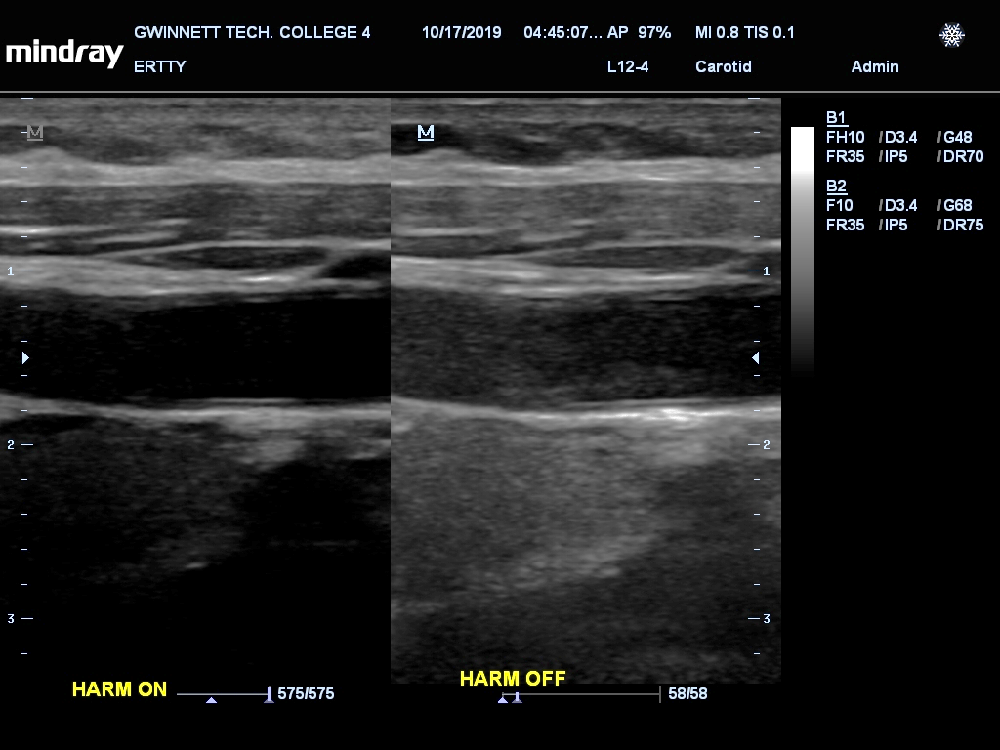 mindray
GWINNETT TECH. COLLEGE 4 10/17/2019 04:45:07... AP 97% MI 0.8 TIS 0.1
ERTTY L12-4 Carotid Admin
M M
B1
FH10 /D3.4 /G48
FR35 /IP5 /DR70
B2
F10 /D3.4 /G68
FR35 /IP5 /DR75
1 1
2 2
3 3
HARM ON 575/575
HARM OFF 58/58